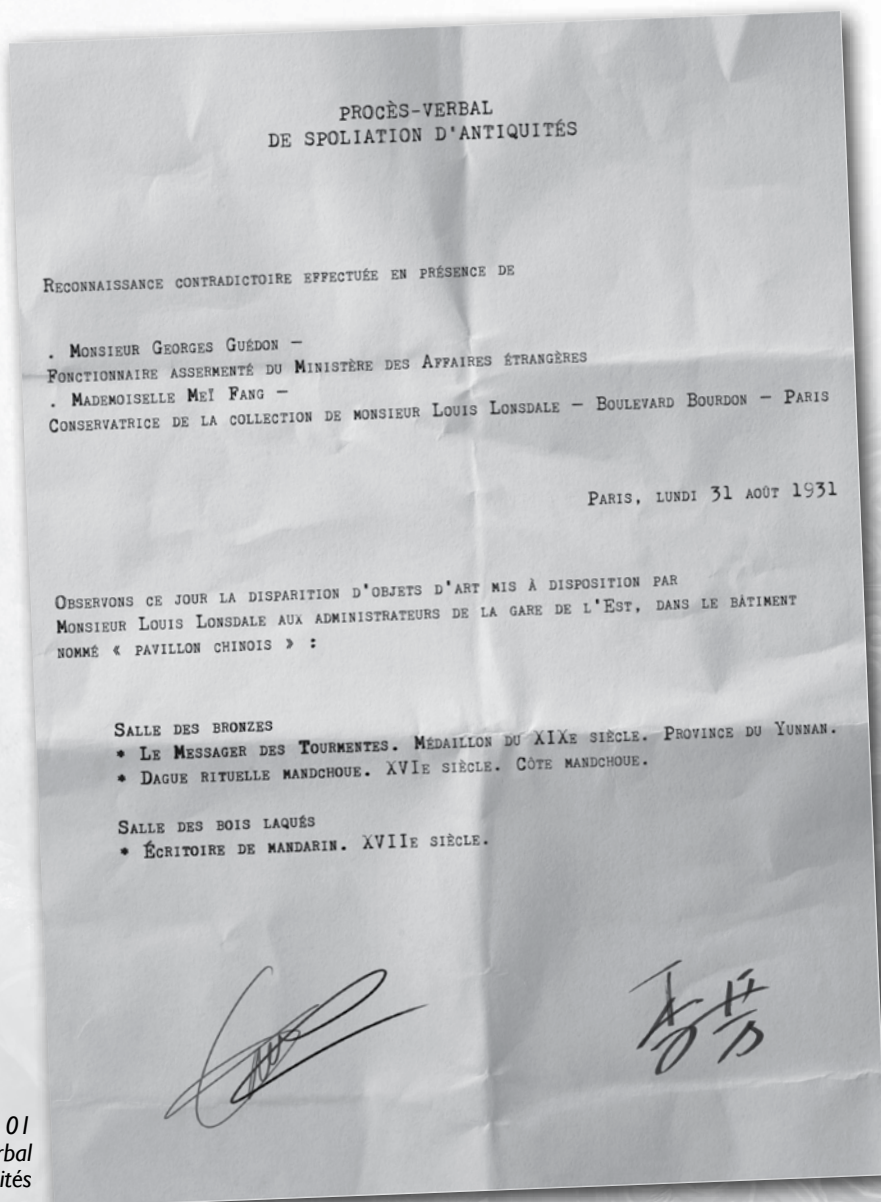 PROCÈS-VERBAL
DE SPOLIATION D'ANTIQUITÉS
RECONNAISSANCE CONTRADICTOIRE EFFECTUÉE EN PRÉSENCE DE
. MONSIEUR GEORGES GUÉDON —
FONCTIONNAIRE ASSERMENTÉ DU MINISTÈRE DES AFFAIRES ÉTRANGÈRES
. MADEMOISELLE MEÏ FANG —
CONSERVATRICE DE LA COLLECTION DE MONSIEUR LOUIS LONSDALE — BOULEVARD BOURDON — PARIS
PARIS, LUNDI 31 AOÛT 1931
OBSERVONS CE JOUR LA DISPARITION D'OBJETS D'ART MIS À DISPOSITION PAR
MONSIEUR LOUIS LONSDALE AUX ADMINISTRATEURS DE LA GARE DE L'EST, DANS LE BÂTIMENT
NOMMÉ « PAVILLON CHINOIS » :
SALLE DES BRONZES
* LE MESSAGER DES TOURMENTES. MÉDAILLON DU XIXE SIÈCLE. PROVINCE DU YUNNAN.
* DAGUE RITUELLE MANDCHOUE. XVIE SIÈCLE. CÔTE MANDCHOUE.
SALLE DES BOIS LAQUÉS
* ÉCRITOIRE DE MANDARIN. XVIIE SIÈCLE.
01
rbal
ités